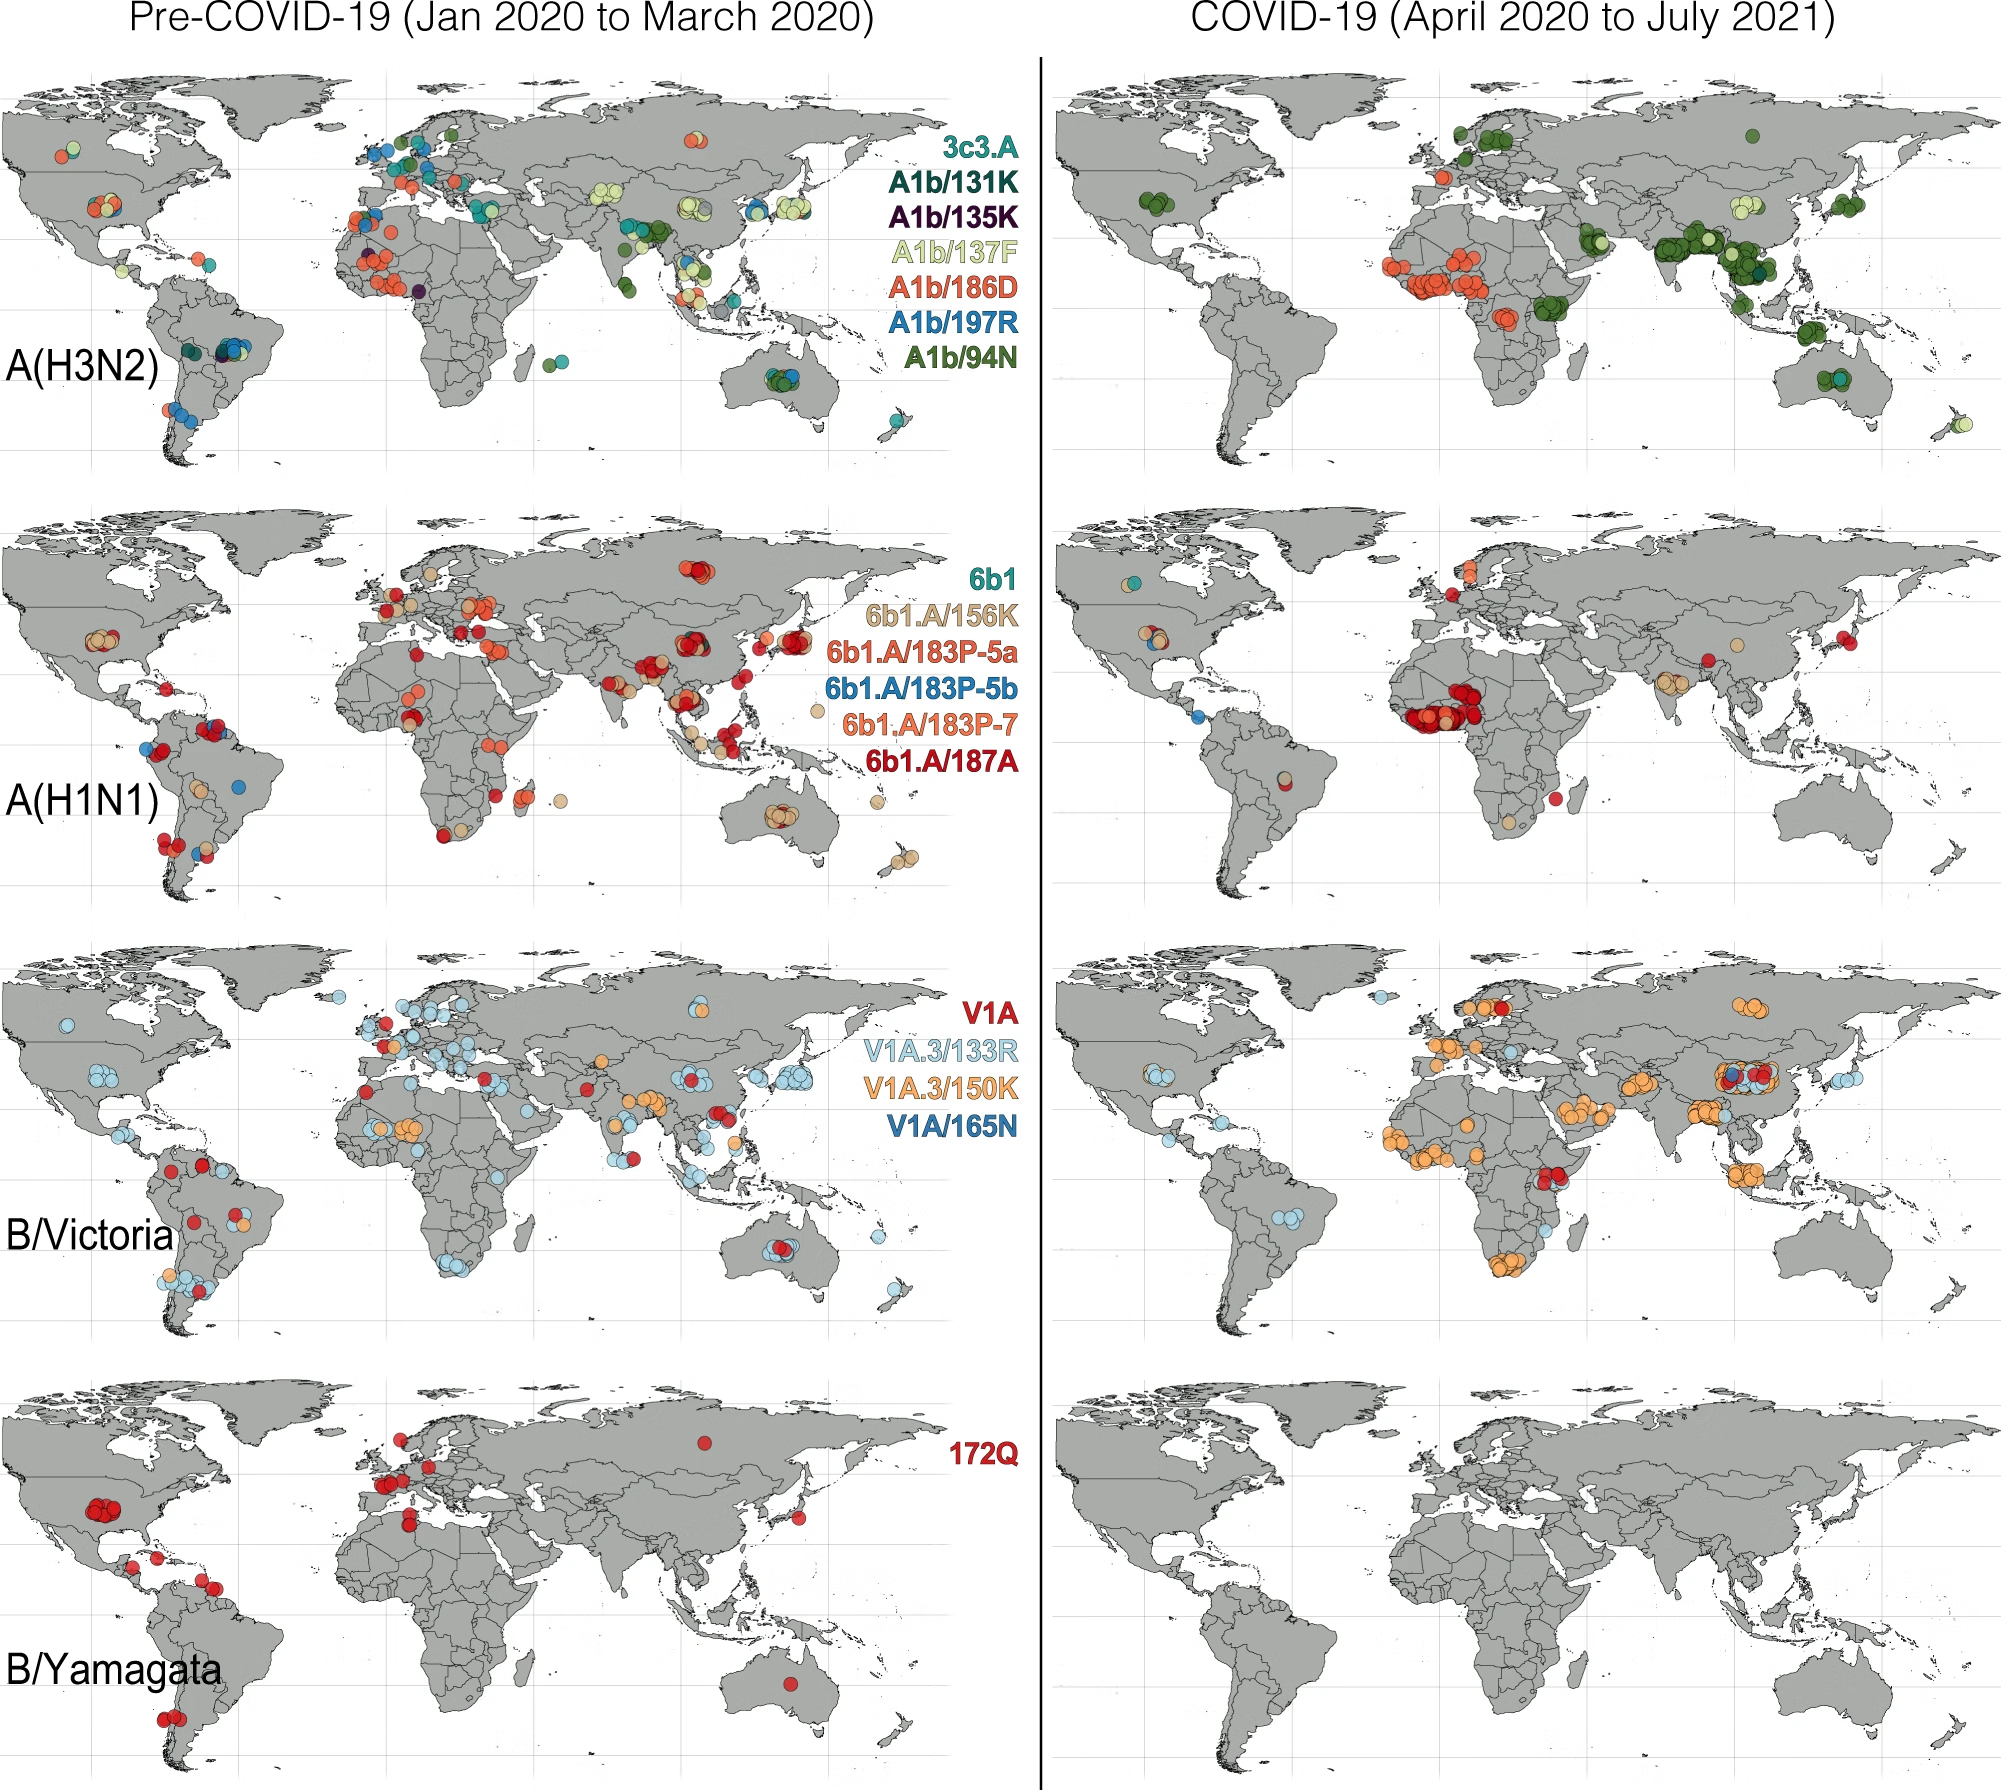 Pre-COVID-19 (Jan 2020 to March 2020)
COVID-19 (April 2020 to July 2021)
3c3.A
A1b/131K
A1b/135K
A1b/137F
A1b/186D
A1b/197R
A1b/94N
A(H3N2)
6b1
6b1.A/156K
6b1.A/183P-5a
6b1.A/183P-5b
6b1.A/183P-7
6b1.A/187A
A(H1N1)
V1A
V1A.3/133R
V1A.3/150K
V1A/165N
B/Victoria
172Q
B/Yamagata